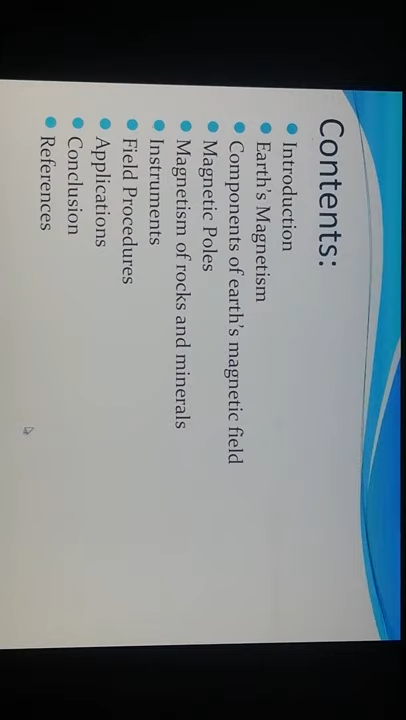 Contents:
Introduction
Earth's Magnetism
Components of earth's magnetic field
Magnetic Poles
Magnetism of rocks and minerals
Instruments
Field Procedures
Applications
Conclusion
References